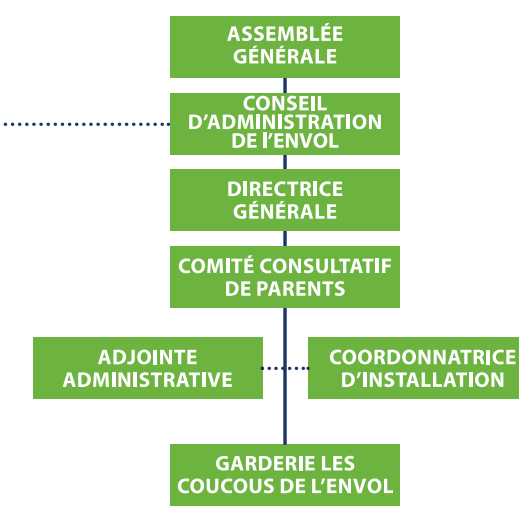 ASSEMBLÉE
GÉNÉRALE
CONSEIL
D'ADMINISTRATION
DE l'ENVOL
DIRECTRICE
GÉNÉRALE
COMITÉ CONSULTATIF
DE PARENTS
ADJOINTE
ADMINISTRATIVE
COORDONNATRICE
D'INSTALLATION
GARDERIE LES
COUCOUS DE L'ENVOL